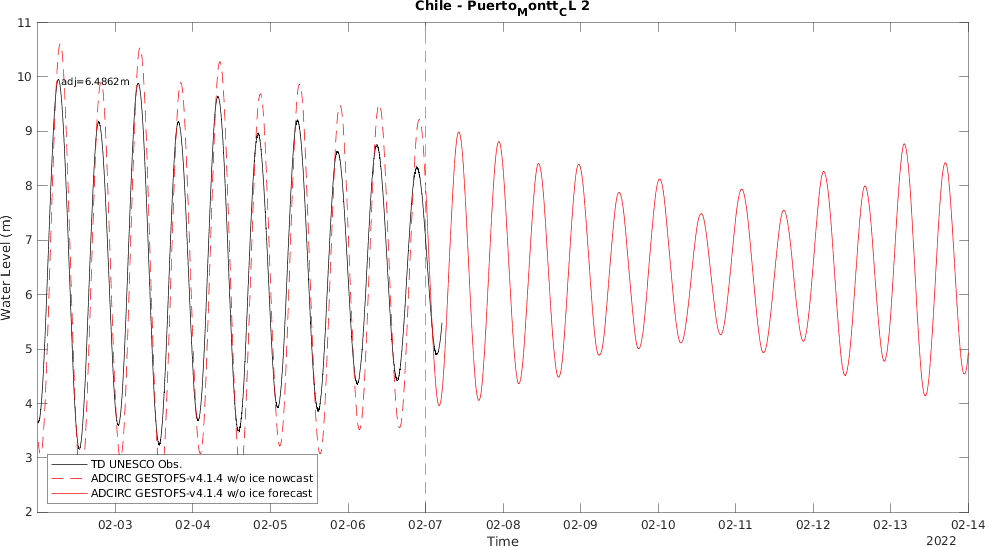 Chile - PuertoMonttCL 2
11
10
9
8
7
6
5
4
3
2
Water Level (m)
adj=6.4862m
TD UNESCO Obs.
ADCIRC GESTOFS-v4.1.4 w/o ice nowcast
ADCIRC GESTOFS-v4.1.4 w/o ice forecast
02-03 02-04 02-05 02-06 02-07 02-08 02-09 02-10 02-11 02-12 02-13 02-14
Time
2022